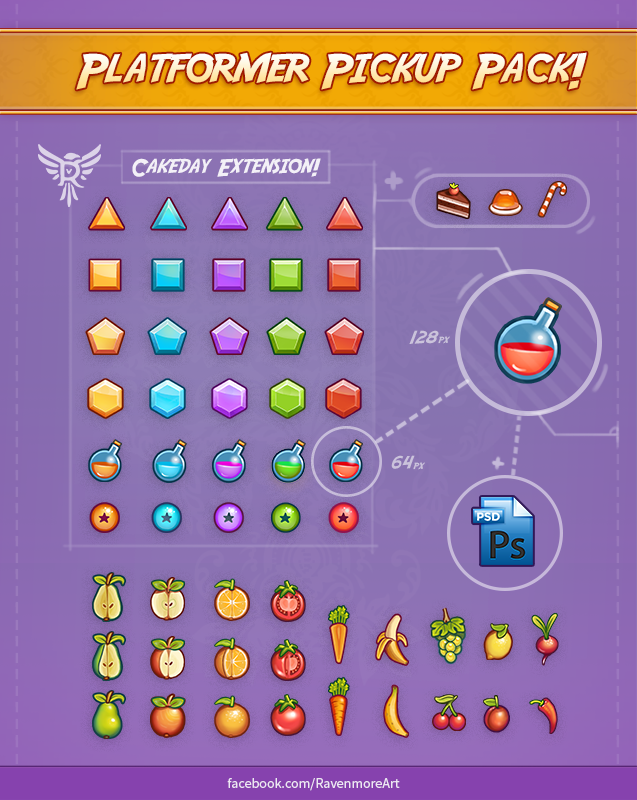 Platformer Pickup Pack!
Cakeday Extension!
128px
64px
PSD
Ps
facebook.com/RavenmoreArt